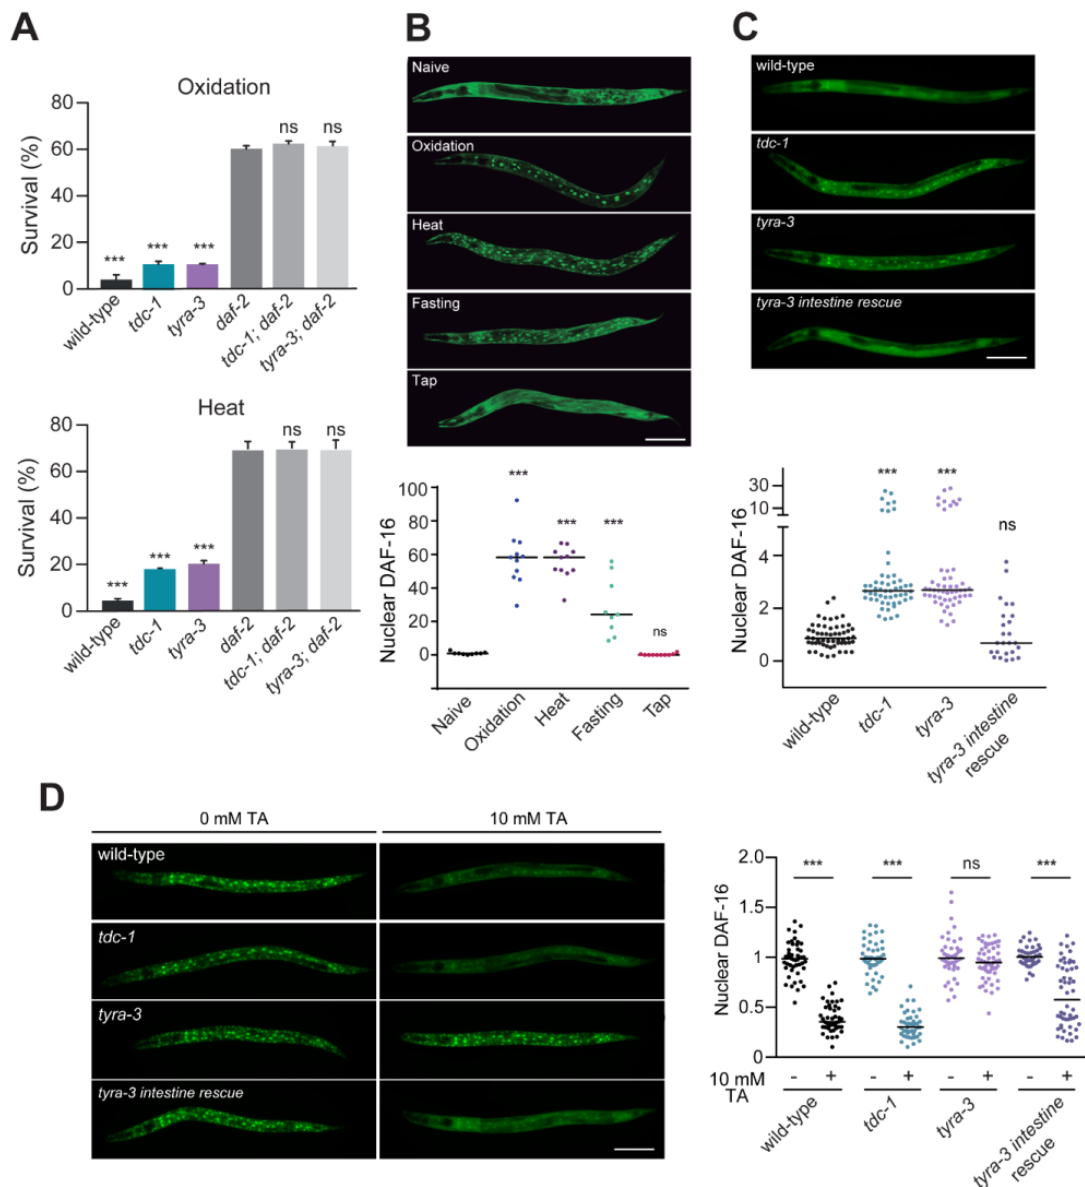 A
Oxidation
Survival (%)
80
60
40
20
0
***
***
***
ns
ns
wild-type
tdc-1
tyra-3
daf-2
tdc-1; daf-2
tyra-3; daf-2
Heat
Survival (%)
80
60
40
20
0
***
***
***
ns
ns
wild-type
tdc-1
tyra-3
daf-2
tdc-1; daf-2
tyra-3; daf-2
B
Naive
Oxidation
Heat
Fasting
Tap
Nuclear DAF-16
100
80
60
40
20
0
***
***
***
ns
Naive
Oxidation
Heat
Fasting
Tap
C
wild-type
tdc-1
tyra-3
tyra-3 intestine rescue
Nuclear DAF-16
30
10
4
2
0
***
***
ns
wild-type
tdc-1
tyra-3
tyra-3 intestine
rescue
D
0 mM TA
10 mM TA
wild-type
tdc-1
tyra-3
tyra-3 intestine rescue
Nuclear DAF-16
2.0
1.5
1
0.5
0
***
***
ns
***
10 mM
TA
- + - + - + - +
wild-type
tdc-1
tyra-3
tyra-3 intestine
rescue